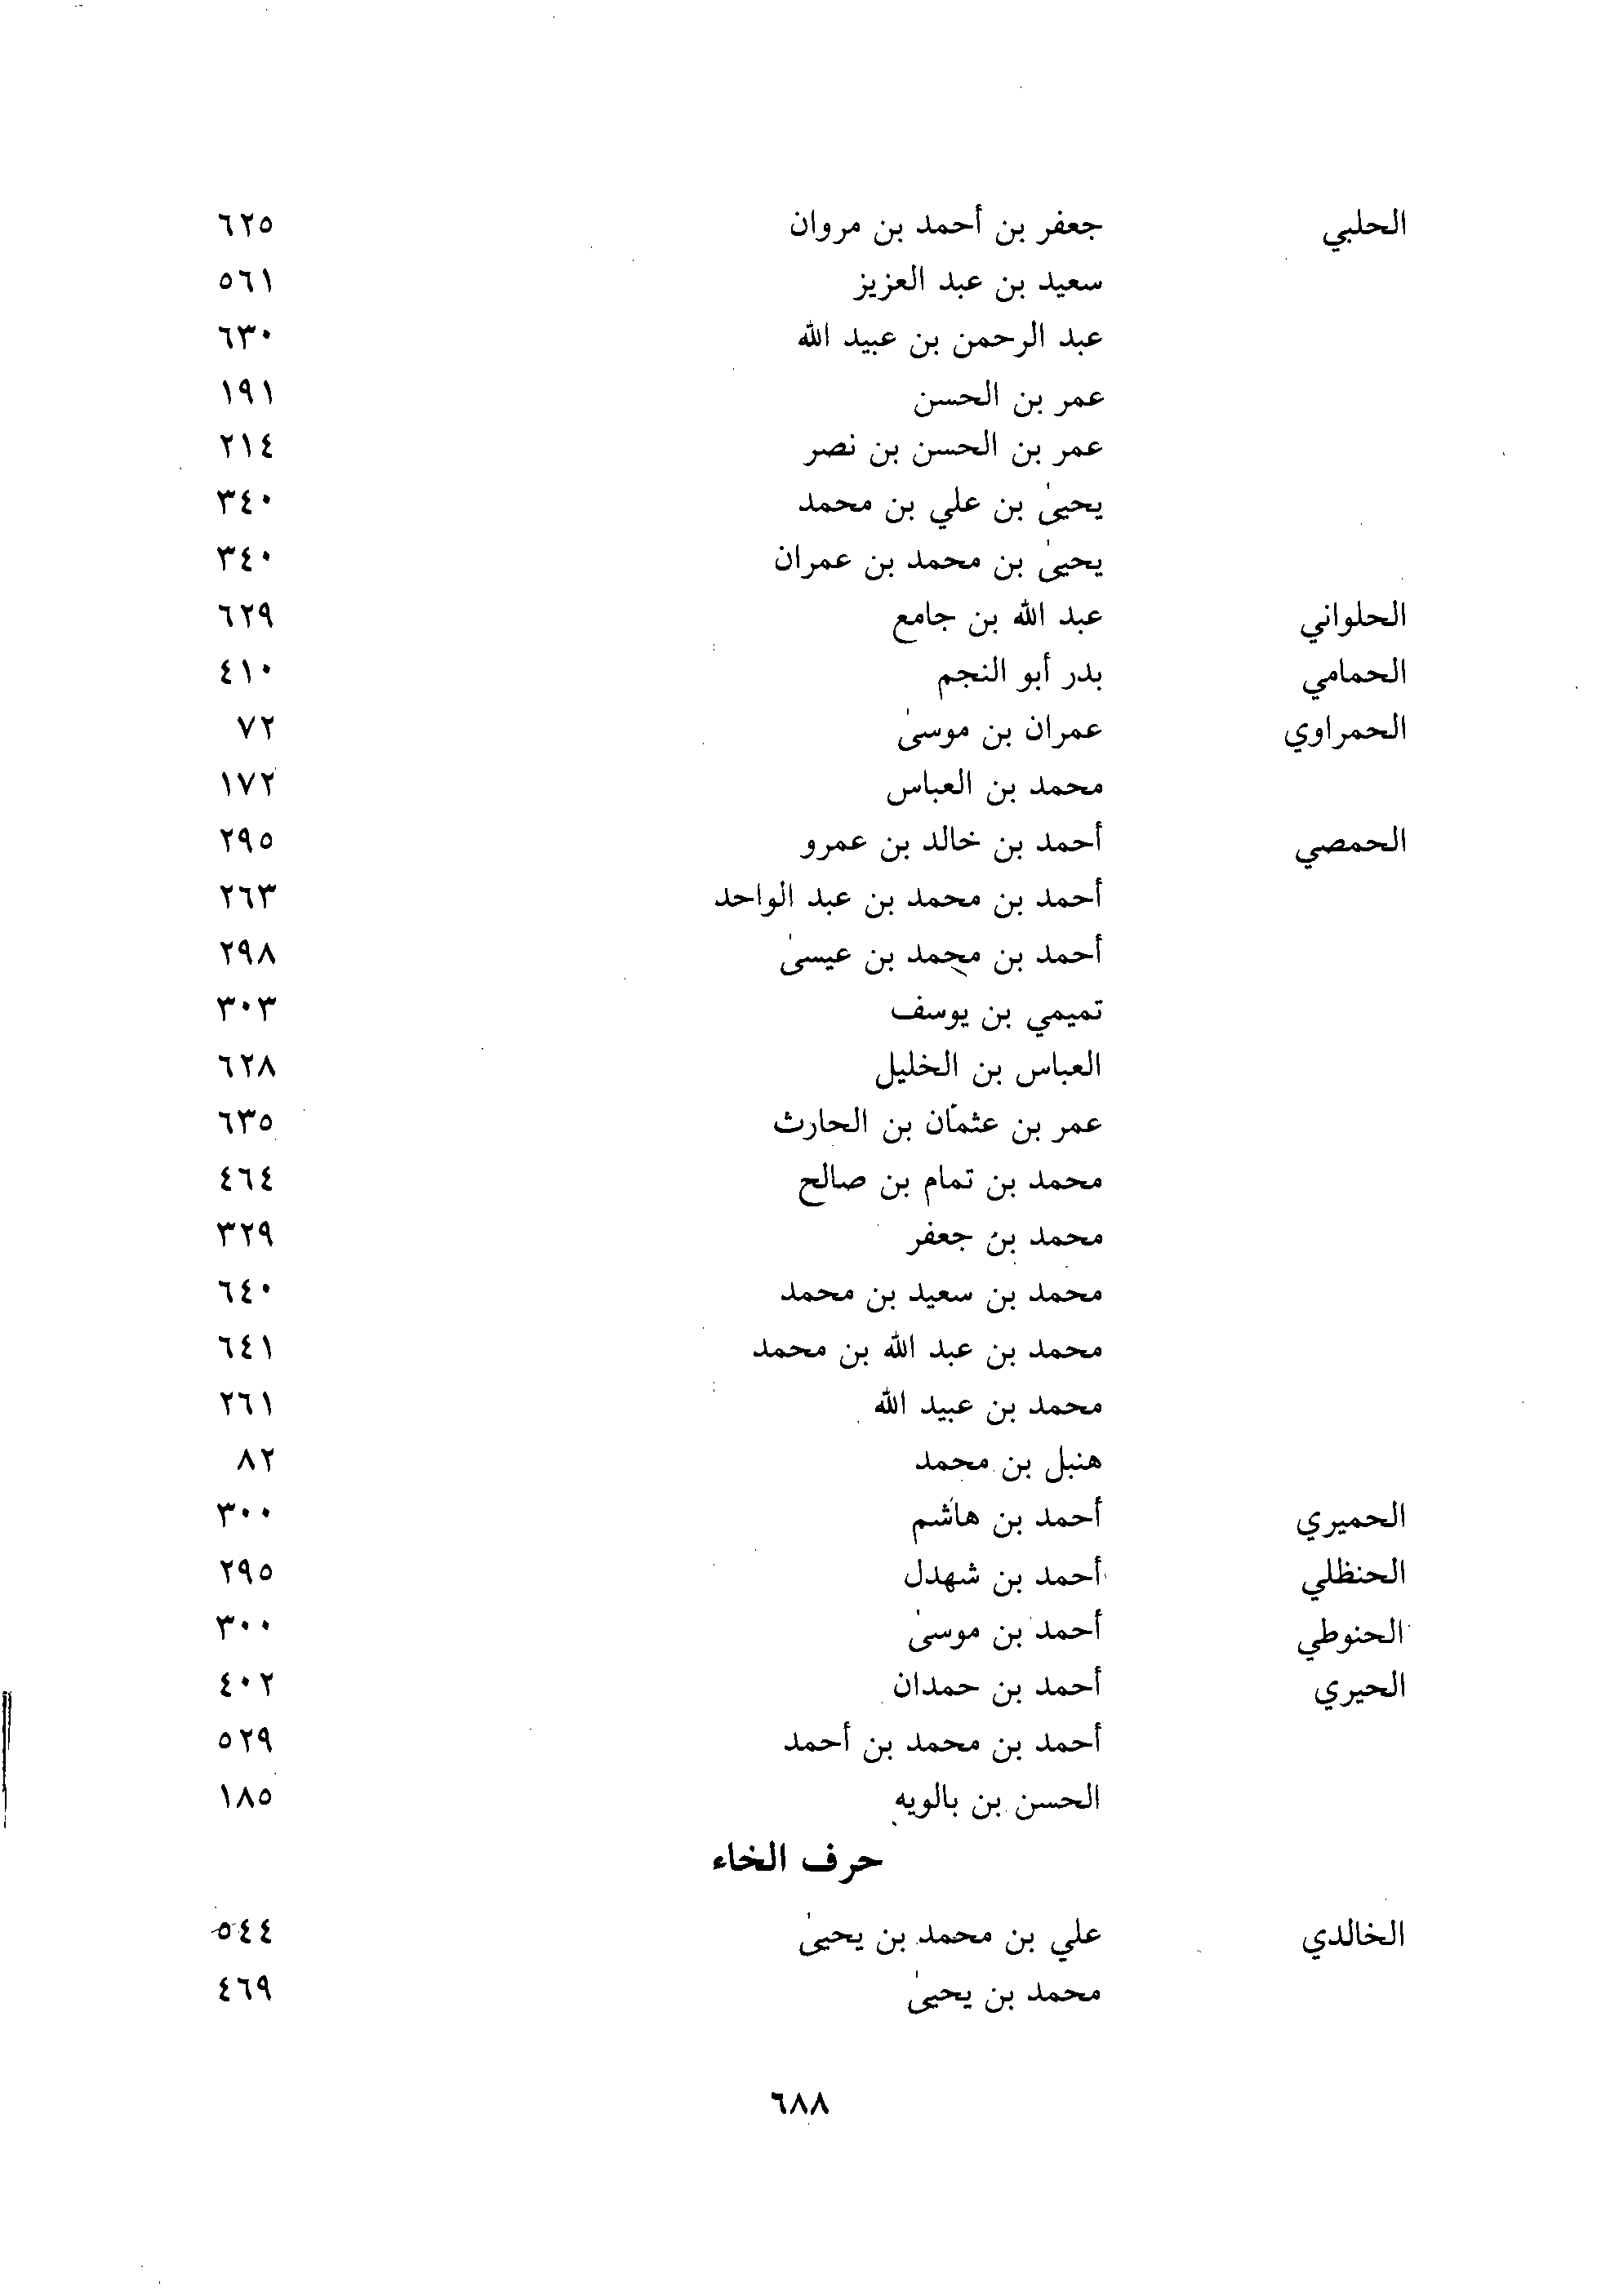 الحلبي جعفر بن أحمد بن مروان ٦٢٥
سعيد بن عبد العزيز ٥٦١
عبد الرحمن بن عبيد الله ٦٣٠
عمر بن الحسن ١٩١
عمر بن الحسن بن نصر ٢١٤
يحيىٰ بن علي بن محمد ٣٤٠
يحيىٰ بن محمد بن عمران ٣٤٠
الحلواني عبد الله بن جامع ٦٢٩
الحمامي بدر أبو النجم ٤١٠
الحمراوي عمران بن موسىٰ ٧٢
محمد بن العباس ١٧٢
الحمصي أحمد بن خالد بن عمرو ٢٩٥
أحمد بن محمد بن عبد الواحد ٢٦٣
أحمد بن محمد بن عيسىٰ ٢٩٨
تميمي بن يوسف ٣٠٣
العباس بن الخليل ٦٢٨
عمر بن عثمان بن الحارث ٦٣٥
محمد بن تمام بن صالح ٤٦٤
محمد بن جعفر ٣٢٩
محمد بن سعيد بن محمد ٦٤٠
محمد بن عبد الله بن محمد ٦٤١
محمد بن عبيد الله ٢٦١
هنبل بن محمد ٨٢
الحميري أحمد بن هاشم ٣٠٠
الحنظلي أحمد بن شهدل ٢٩٥
الحنوطي أحمد بن موسىٰ ٣٠٠
الحيري أحمد بن حمدان ٤٠٢
أحمد بن محمد بن أحمد ٥٢٩
الحسن بن بالويه ١٨٥
حرف الخاء
الخالدي علي بن محمد بن يحيىٰ ٥٤٤
محمد بن يحيىٰ ٤٦٩
٦٨٨